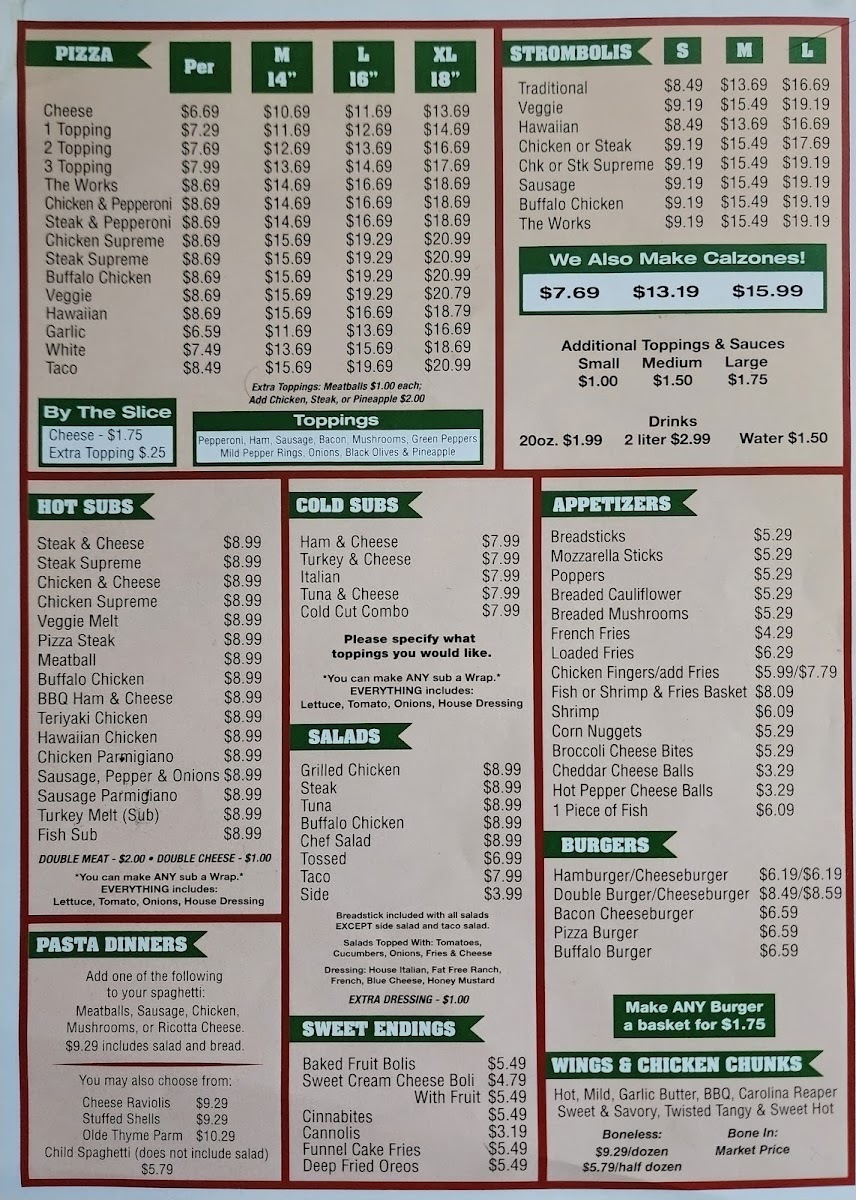 PIZZA Per M 14" L 16" XL 18"
Cheese $6.69 $10.69 $11.69 $13.69
1 Topping $7.29 $11.69 $12.69 $14.69
2 Topping $7.69 $12.69 $13.69 $16.69
3 Topping $7.99 $13.69 $14.69 $17.69
The Works $8.69 $14.69 $16.69 $18.69
Chicken & Pepperoni $8.69 $14.69 $16.69 $18.69
Steak & Pepperoni $8.69 $14.69 $16.69 $18.69
Chicken Supreme $8.69 $15.69 $19.29 $20.99
Steak Supreme $8.69 $15.69 $19.29 $20.99
Buffalo Chicken $8.69 $15.69 $19.29 $20.99
Veggie $8.69 $15.69 $19.29 $20.79
Hawaiian $8.69 $15.69 $16.69 $18.79
Garlic $6.59 $11.69 $13.69 $16.69
White $7.49 $13.69 $15.69 $18.69
Taco $8.49 $15.69 $19.69 $20.99
Extra Toppings: Meatballs $1.00 each;
Add Chicken, Steak, or Pineapple $2.00
By The Slice
Cheese - $1.75
Extra Topping $.25
Toppings
Pepperoni, Ham, Sausage, Bacon, Mushrooms, Green Peppers
Mild Pepper Rings, Onions, Black Olives & Pineapple
STROMBOLIS S M L
Traditional $8.49 $13.69 $16.69
Veggie $9.19 $15.49 $19.19
Hawaiian $8.49 $13.69 $16.69
Chicken or Steak $9.19 $15.49 $17.69
Chk or Stk Supreme $9.19 $15.49 $19.19
Sausage $9.19 $15.49 $19.19
Buffalo Chicken $9.19 $15.49 $19.19
The Works $9.19 $15.49 $19.19
We Also Make Calzones!
$7.69 $13.19 $15.99
Additional Toppings & Sauces
Small Medium Large
$1.00 $1.50 $1.75
Drinks
20oz. $1.99 2 liter $2.99 Water $1.50
HOT SUBS
Steak & Cheese $8.99
Steak Supreme $8.99
Chicken & Cheese $8.99
Chicken Supreme $8.99
Veggie Melt $8.99
Pizza Steak $8.99
Meatball $8.99
Buffalo Chicken $8.99
BBQ Ham & Cheese $8.99
Teriyaki Chicken $8.99
Hawaiian Chicken $8.99
Chicken Parmigiano $8.99
Sausage, Pepper & Onions $8.99
Sausage Parmigiano $8.99
Turkey Melt (Sub) $8.99
Fish Sub $8.99
DOUBLE MEAT - $2.00 • DOUBLE CHEESE - $1.00
*You can make ANY sub a Wrap.*
EVERYTHING includes:
Lettuce, Tomato, Onions, House Dressing
PASTA DINNERS
Add one of the following
to your spaghetti:
Meatballs, Sausage, Chicken,
Mushrooms, or Ricotta Cheese.
$9.29 includes salad and bread.
You may also choose from:
Cheese Raviolis $9.29
Stuffed Shells $9.29
Olde Thyme Parm $10.29
Child Spaghetti (does not include salad)
$5.79
COLD SUBS
Ham & Cheese $7.99
Turkey & Cheese $7.99
Italian $7.99
Tuna & Cheese $7.99
Cold Cut Combo $7.99
Please specify what
toppings you would like.
*You can make ANY sub a Wrap.*
EVERYTHING includes:
Lettuce, Tomato, Onions, House Dressing
SALADS
Grilled Chicken $8.99
Steak $8.99
Tuna $8.99
Buffalo Chicken $8.99
Chef Salad $8.99
Tossed $6.99
Taco $7.99
Side $3.99
Breadstick included with all salads
EXCEPT side salad and taco salad.
Salads Topped With: Tomatoes,
Cucumbers, Onions, Fries & Cheese
Dressing: House Italian, Fat Free Ranch,
French, Blue Cheese, Honey Mustard
EXTRA DRESSING - $1.00
SWEET ENDINGS
Baked Fruit Bolis $5.49
Sweet Cream Cheese Boli $4.79
With Fruit $5.49
Cinnabites $5.49
Cannolis $3.19
Funnel Cake Fries $5.49
Deep Fried Oreos $5.49
APPETIZERS
Breadsticks $5.29
Mozzarella Sticks $5.29
Poppers $5.29
Breaded Cauliflower $5.29
Breaded Mushrooms $5.29
French Fries $4.29
Loaded Fries $6.29
Chicken Fingers/add Fries $5.99/$7.79
Fish or Shrimp & Fries Basket $8.09
Shrimp $6.09
Corn Nuggets $5.29
Broccoli Cheese Bites $5.29
Cheddar Cheese Balls $3.29
Hot Pepper Cheese Balls $3.29
1 Piece of Fish $6.09
BURGERS
Hamburger/Cheeseburger $6.19/$6.19
Double Burger/Cheeseburger $8.49/$8.59
Bacon Cheeseburger $6.59
Pizza Burger $6.59
Buffalo Burger $6.59
Make ANY Burger
a basket for $1.75
WINGS & CHICKEN CHUNKS
Hot, Mild, Garlic Butter, BBQ, Carolina Reaper
Sweet & Savory, Twisted Tangy & Sweet Hot
Boneless: Bone In:
$9.29/dozen Market Price
$5.79/half dozen